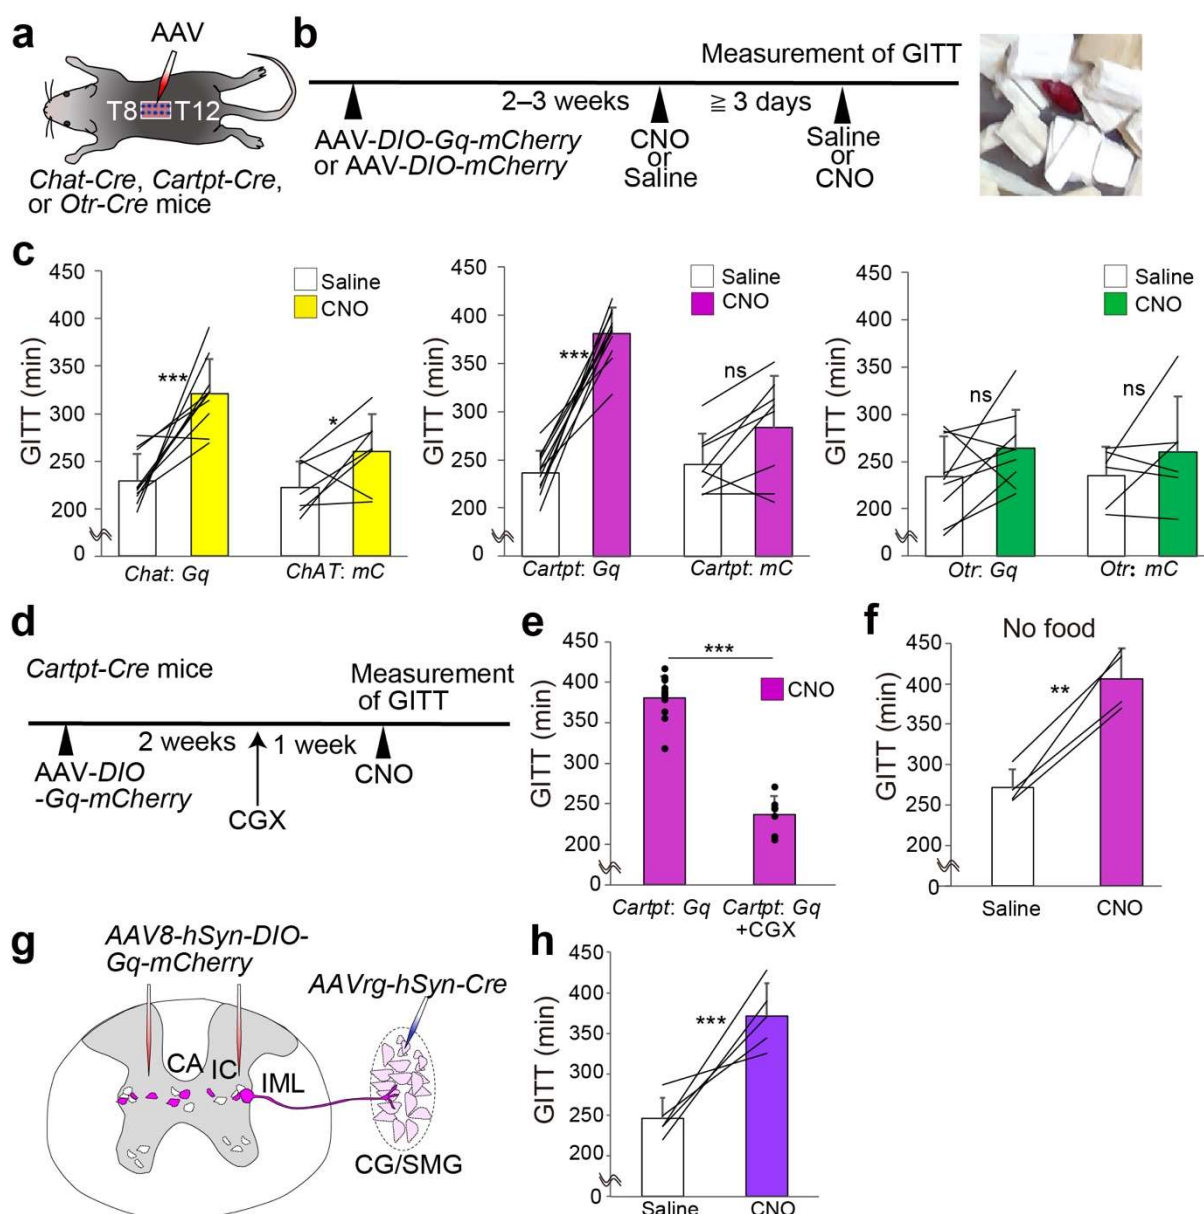 a
AAV
T8
T12
Chat-Cre, Cartpt-Cre,
or Otr-Cre mice
b
Measurement of GITT
2–3 weeks
≧ 3 days
AAV-DIO-Gq-mCherry
or AAV-DIO-mCherry
CNO
or
Saline
Saline
or
CNO
c
450
400
350
300
250
200
0
GITT (min)
Saline
CNO
***
*
Chat: Gq
ChAT: mC
450
400
350
300
250
200
0
GITT (min)
Saline
CNO
***
ns
Cartpt: Gq
Cartpt: mC
450
400
350
300
250
200
0
GITT (min)
Saline
CNO
ns
ns
Otr: Gq
Otr: mC
d
Cartpt-Cre mice
Measurement
of GITT
2 weeks
1 week
AAV-DIO
-Gq-mCherry
CGX
CNO
e
450
400
350
300
250
200
0
GITT (min)
***
CNO
Cartpt: Gq
Cartpt: Gq
+CGX
f
No food
450
400
350
300
250
200
0
GITT (min)
**
Saline
CNO
g
AAV8-hSyn-DIO-
Gq-mCherry
AAVrg-hSyn-Cre
CA
IC
IML
CG/SMG
h
450
400
350
300
250
200
0
GITT (min)
***
Saline
CNO